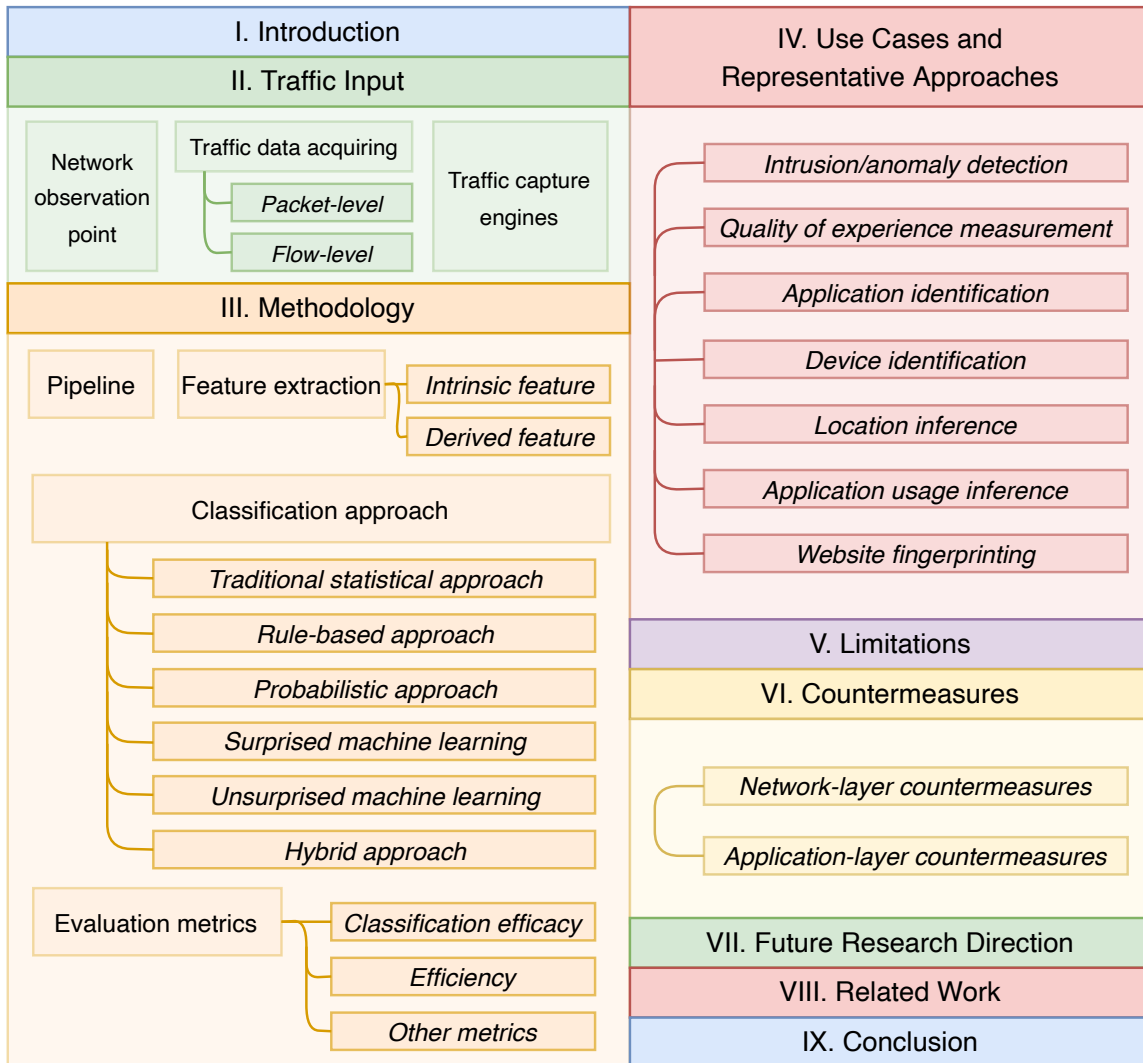 I. Introduction
II. Traffic Input
Network
observation
point
Traffic data acquiring
Packet-level
Flow-level
Traffic capture
engines
III. Methodology
Pipeline
Feature extraction
Intrinsic feature
Derived feature
Classification approach
Traditional statistical approach
Rule-based approach
Probabilistic approach
Surprised machine learning
Unsurprised machine learning
Hybrid approach
Evaluation metrics
Classification efficacy
Efficiency
Other metrics
IV. Use Cases and
Representative Approaches
Intrusion/anomaly detection
Quality of experience measurement
Application identification
Device identification
Location inference
Application usage inference
Website fingerprinting
V. Limitations
VI. Countermeasures
Network-layer countermeasures
Application-layer countermeasures
VII. Future Research Direction
VIII. Related Work
IX. Conclusion